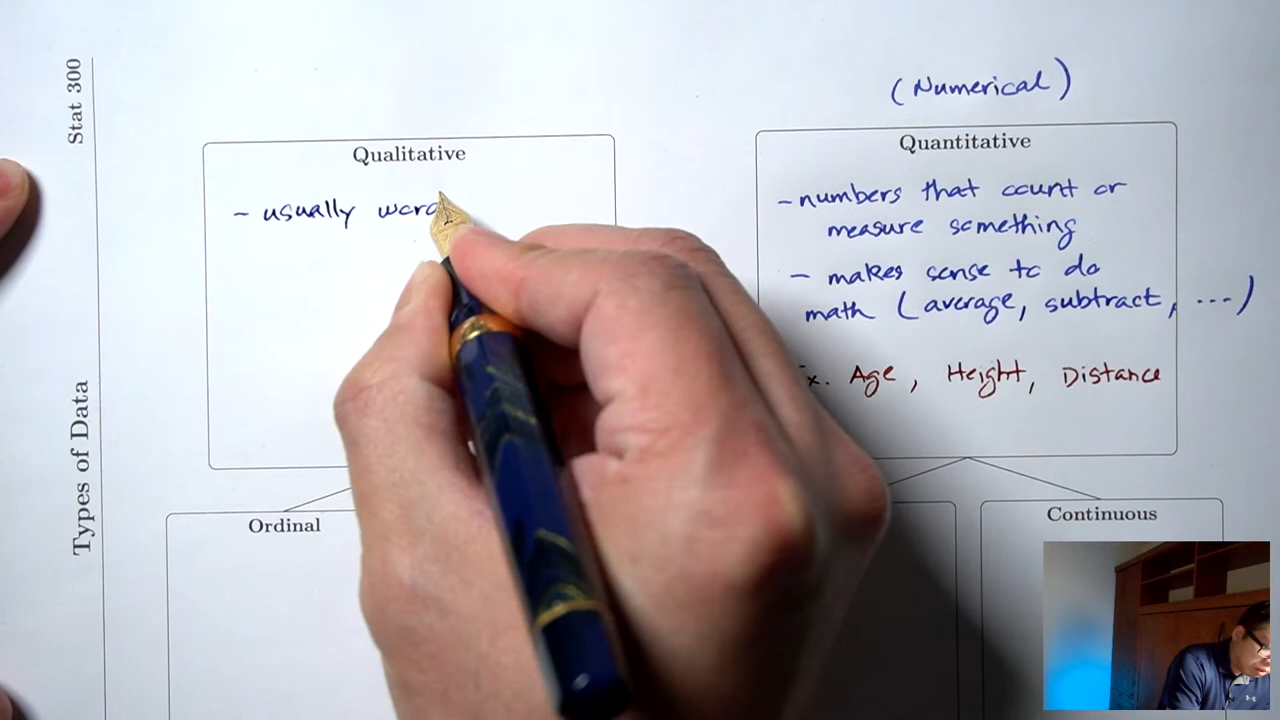 Stat 300
Types of Data
Qualitative
- usually
Ordinal
(Numerical)
Quantitative
- numbers that count or
measure something
- makes sense to do
math (average, subtract, ...)
Age, Height, Distance
Continuous